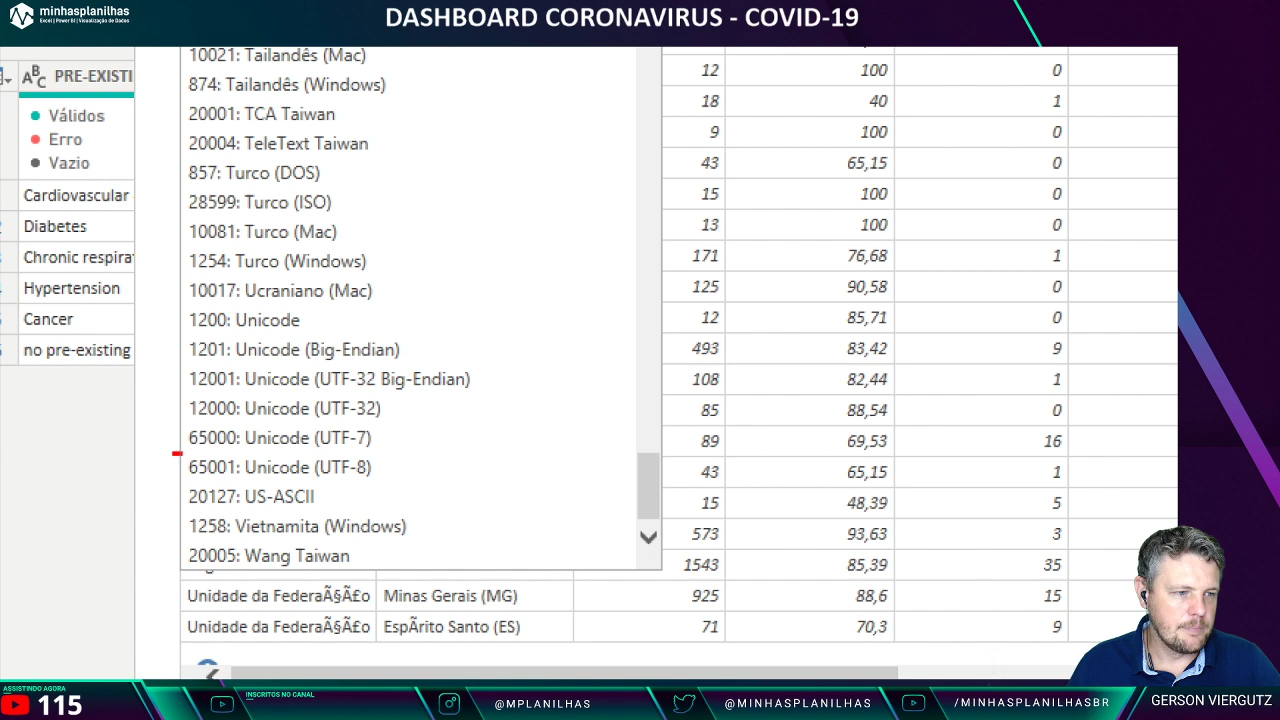 minhasplanilhas
Excel | Power BI | Visualização de Dados
DASHBOARD CORONAVIRUS - COVID-19
ABC PRE-EXISTI
Válidos
Erro
Vazio
Cardiovascular
Diabetes
Chronic respira
Hypertension
Cancer
no pre-existing
10021: Tailandês (Mac)
874: Tailandês (Windows)
20001: TCA Taiwan
20004: TeleText Taiwan
857: Turco (DOS)
28599: Turco (ISO)
10081: Turco (Mac)
1254: Turco (Windows)
10017: Ucraniano (Mac)
1200: Unicode
1201: Unicode (Big-Endian)
12001: Unicode (UTF-32 Big-Endian)
12000: Unicode (UTF-32)
65000: Unicode (UTF-7)
65001: Unicode (UTF-8)
20127: US-ASCII
1258: Vietnamita (Windows)
20005: Wang Taiwan
12 100 0
18 40 1
9 100 0
43 65,15 0
15 100 0
13 100 0
171 76,68 1
125 90,58 0
12 85,71 0
493 83,42 9
108 82,44 1
85 88,54 0
89 69,53 16
43 65,15 1
15 48,39 5
573 93,63 3
1543 85,39 35
Unidade da FederaÃ§Ã£o Minas Gerais (MG) 925 88,6 15
Unidade da FederaÃ§Ã£o EspÃrito Santo (ES) 71 70,3 9
ASSISTINDO AGORA
115
INSCRITOS NO CANAL
@MPLANILHAS
@MINHASPLANILHAS
/MINHASPLANILHASBR
GERSON VIERGUTZ